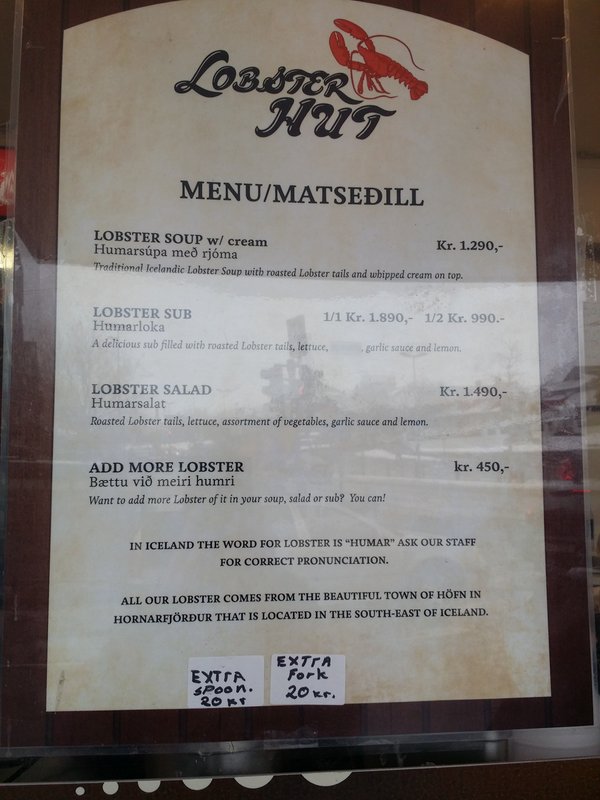 LOBSTER
HUT
MENU/MATSEÐILL
LOBSTER SOUP w/ cream Kr. 1.290,-
Humarsúpa með rjóma
Traditional Icelandic Lobster Soup with roasted Lobster tails and whipped cream on top.
LOBSTER SUB 1/1 Kr. 1.890,- 1/2 Kr. 990.-
Humarloka
A delicious sub filled with roasted Lobster tails, lettuce, , garlic sauce and lemon.
LOBSTER SALAD Kr. 1.490,-
Humarsalat
Roasted Lobster tails, lettuce, assortment of vegetables, garlic sauce and lemon.
ADD MORE LOBSTER kr. 450,-
Bættu við meiri humri
Want to add more Lobster of it in your soup, salad or sub? You can!
IN ICELAND THE WORD FOR LOBSTER IS "HUMAR" ASK OUR STAFF
FOR CORRECT PRONUNCIATION.
ALL OUR LOBSTER COMES FROM THE BEAUTIFUL TOWN OF HÖFN IN
HORNARFJÖRÐUR THAT IS LOCATED IN THE SOUTH-EAST OF ICELAND.
EXTRA
SPOON.
20 kr
EXTRA
Fork
20 kr.